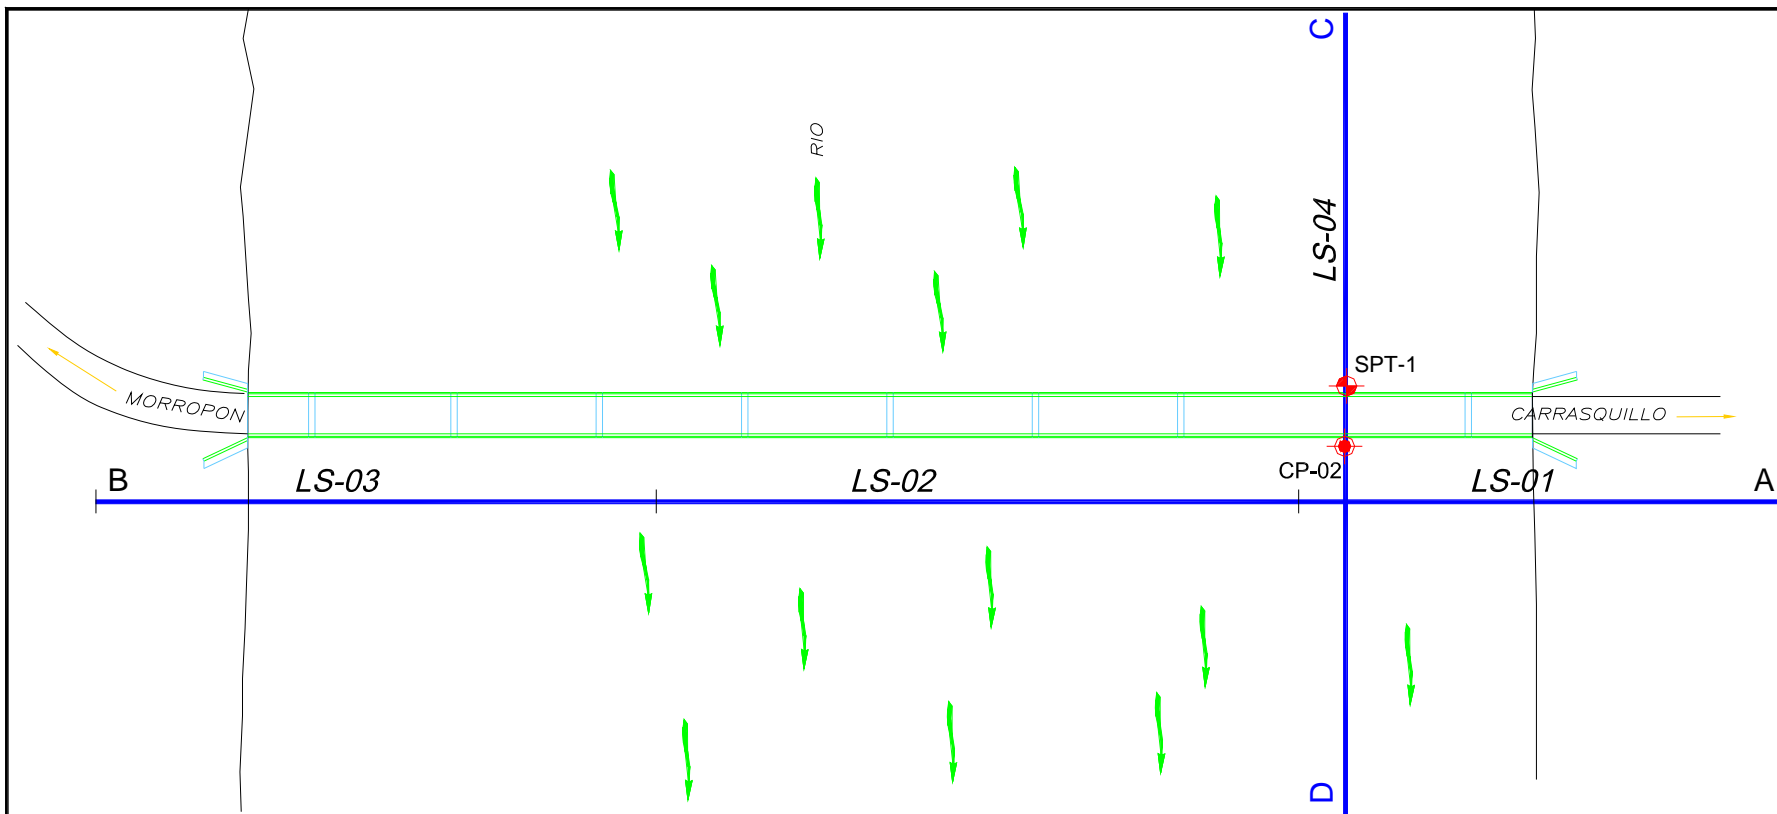 C
RIO
LS-04
SPT-1
MORROPON
CARRASQUILLO
CP-02
B
LS-03
LS-02
LS-01
A
D